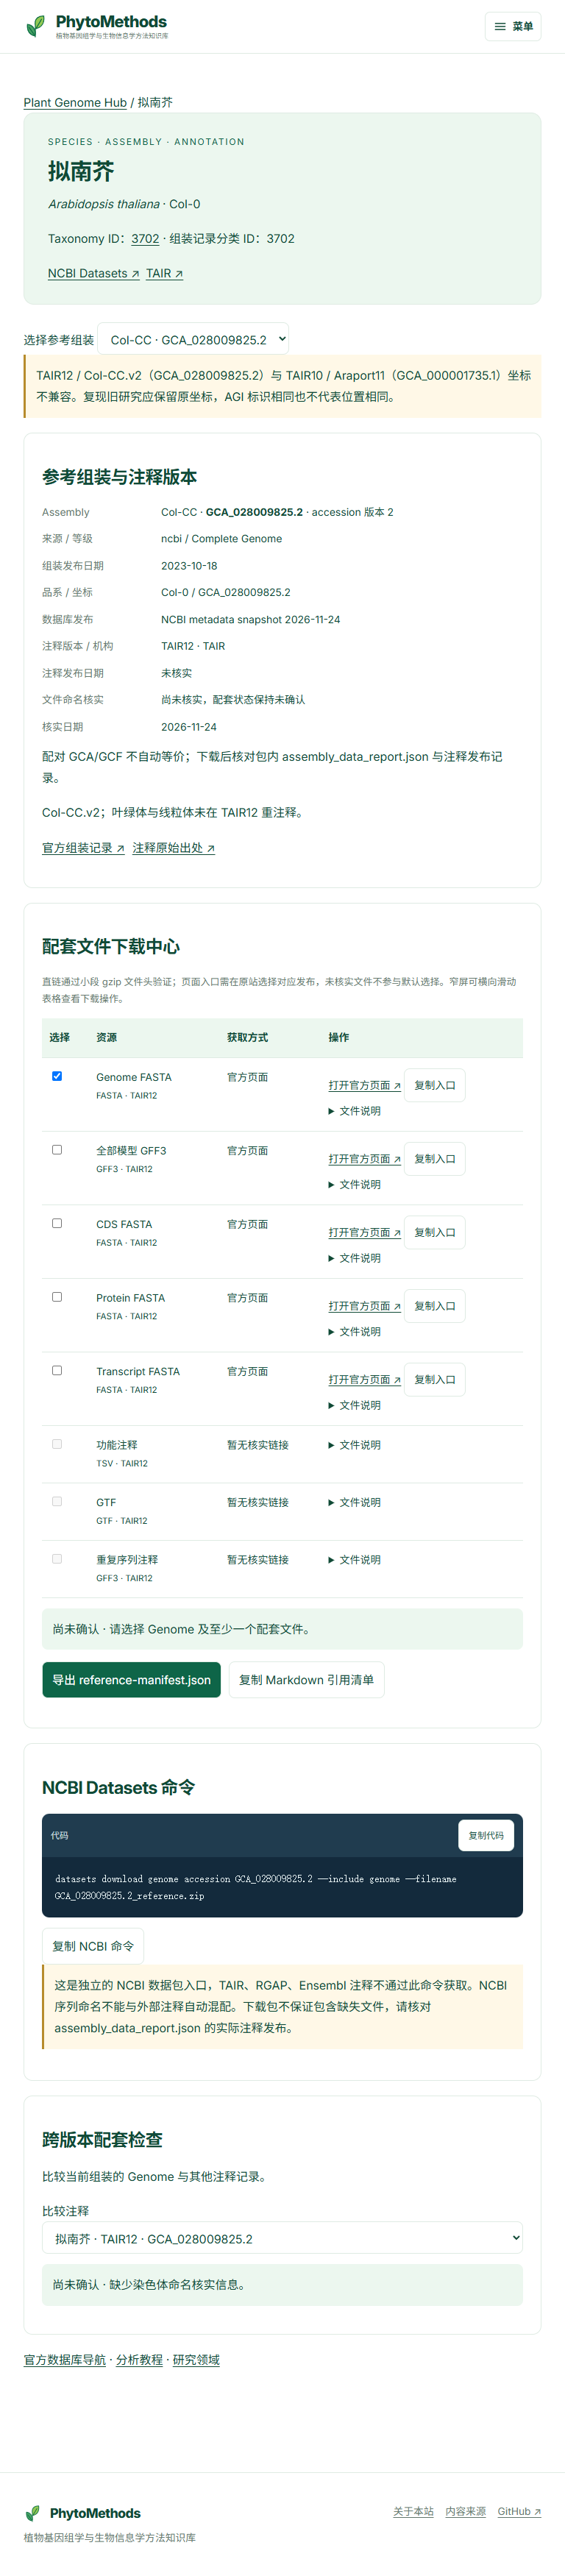 PhytoMethods
植物基因组学与生物信息学方法知识库
菜单
Plant Genome Hub / 拟南芥
SPECIES · ASSEMBLY · ANNOTATION
拟南芥
Arabidopsis thaliana · Col-0
Taxonomy ID：3702 · 组装记录分类 ID：3702
NCBI Datasets ↗ TAIR ↗
选择参考组装 Col-CC · GCA_028009825.2
TAIR12 / Col-CC.v2（GCA_028009825.2）与 TAIR10 / Araport11（GCA_000001735.1）坐标
不兼容。复现旧研究应保留原坐标，AGI 标识相同也不代表位置相同。
参考组装与注释版本
Assembly Col-CC · GCA_028009825.2 · accession 版本 2
来源 / 等级 ncbi / Complete Genome
组装发布日期 2023-10-18
品系 / 坐标 Col-0 / GCA_028009825.2
数据库发布 NCBI metadata snapshot 2026-11-24
注释版本 / 机构 TAIR12 · TAIR
注释发布日期 未核实
文件命名核实 尚未核实，配套状态保持未确认
核实日期 2026-11-24
配对 GCA/GCF 不自动等价；下载后核对包内 assembly_data_report.json 与注释发布记
录。
Col-CC.v2；叶绿体与线粒体未在 TAIR12 重注释。
官方组装记录 ↗ 注释原始出处 ↗
配套文件下载中心
直链通过小段 gzip 文件头验证；页面入口需在原站选择对应发布，未核实文件不参与默认选择。窄屏可横向滑动
表格查看下载操作。
选择 资源 获取方式 操作
Genome FASTA 官方页面 打开官方页面 ↗ 复制入口
FASTA · TAIR12
▶ 文件说明
全部模型 GFF3 官方页面 打开官方页面 ↗ 复制入口
GFF3 · TAIR12
▶ 文件说明
CDS FASTA 官方页面 打开官方页面 ↗ 复制入口
FASTA · TAIR12
▶ 文件说明
Protein FASTA 官方页面 打开官方页面 ↗ 复制入口
FASTA · TAIR12
▶ 文件说明
Transcript FASTA 官方页面 打开官方页面 ↗ 复制入口
FASTA · TAIR12
▶ 文件说明
功能注释 暂无核实链接 ▶ 文件说明
TSV · TAIR12
GTF 暂无核实链接 ▶ 文件说明
GTF · TAIR12
重复序列注释 暂无核实链接 ▶ 文件说明
GFF3 · TAIR12
尚未确认 · 请选择 Genome 及至少一个配套文件。
导出 reference-manifest.json 复制 Markdown 引用清单
NCBI Datasets 命令
代码 复制代码
datasets download genome accession GCA_028009825.2 --include genome --filename
GCA_028009825.2_reference.zip
复制 NCBI 命令
这是独立的 NCBI 数据包入口，TAIR、RGAP、Ensembl 注释不通过此命令获取。NCBI
序列命名不能与外部注释自动混配。下载包不保证包含缺失文件，请核对
assembly_data_report.json 的实际注释发布。
跨版本配套检查
比较当前组装的 Genome 与其他注释记录。
比较注释
拟南芥 · TAIR12 · GCA_028009825.2
尚未确认 · 缺少染色体命名核实信息。
官方数据库导航 · 分析教程 · 研究领域
PhytoMethods
植物基因组学与生物信息学方法知识库
关于本站 内容来源 GitHub ↗